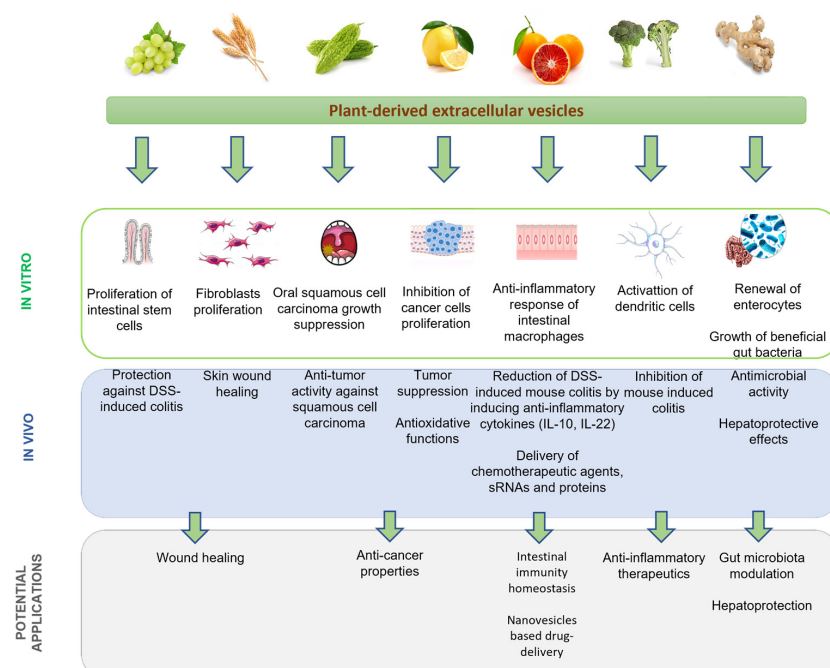 Plant-derived extracellular vesicles
IN VITRO
Proliferation of
intestinal stem
cells
Fibroblasts
proliferation
Oral squamous cell
carcinoma growth
suppression
Inhibition of
cancer cells
proliferation
Anti-inflammatory
response of
intestinal
macrophages
Activattion of
dendritic cells
Renewal of
enterocytes
Growth of beneficial
gut bacteria
IN VIVO
Protection
against DSS-
induced colitis
Skin wound
healing
Anti-tumor
activity against
squamous cell
carcinoma
Tumor
suppression
Antioxidative
functions
Reduction of DSS-
induced mouse colitis by
inducing anti-inflammatory
cytokines (IL-10, IL-22)
Delivery of
chemotherapeutic agents,
sRNAs and proteins
Inhibition of
mouse induced
colitis
Antimicrobial
activity
Hepatoprotective
effects
POTENTIAL
APPLICATIONS
Wound healing
Anti-cancer
properties
Intestinal
immunity
homeostasis
Nanovesicles
based drug-
delivery
Anti-inflammatory
therapeutics
Gut microbiota
modulation
Hepatoprotection